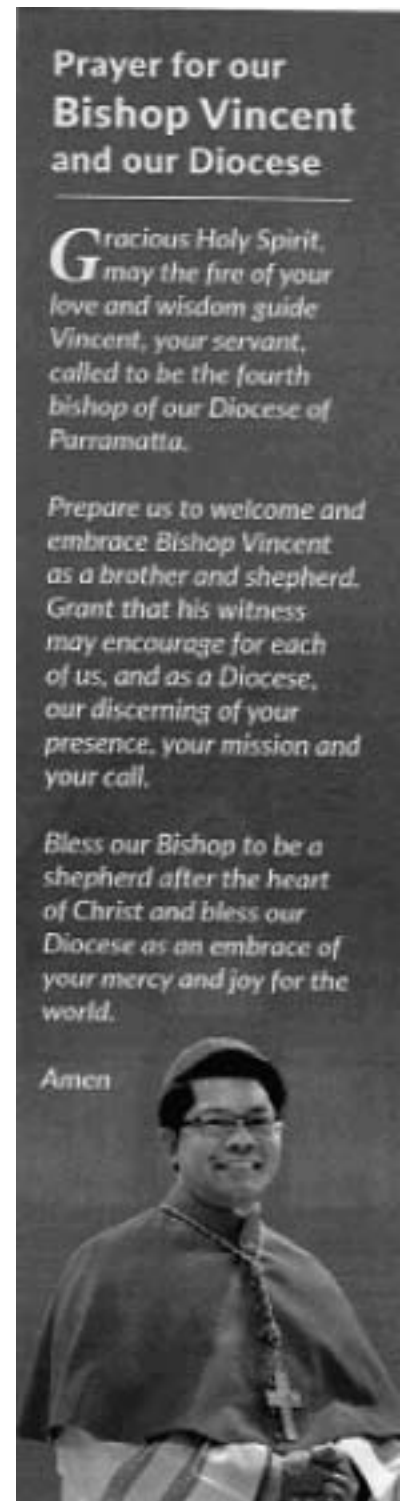 Prayer for our
Bishop Vincent
and our Diocese
Gracious Holy Spirit,
may the fire of your
love and wisdom guide
Vincent, your servant,
called to be the fourth
bishop of our Diocese of
Parramatta.
Prepare us to welcome and
embrace Bishop Vincent
as a brother and shepherd.
Grant that his witness
may encourage for each
of us, and as a Diocese,
our discerning of your
presence, your mission and
your call.
Bless our Bishop to be a
shepherd after the heart
of Christ and bless our
Diocese as an embrace of
your mercy and joy for the
world.
Amen